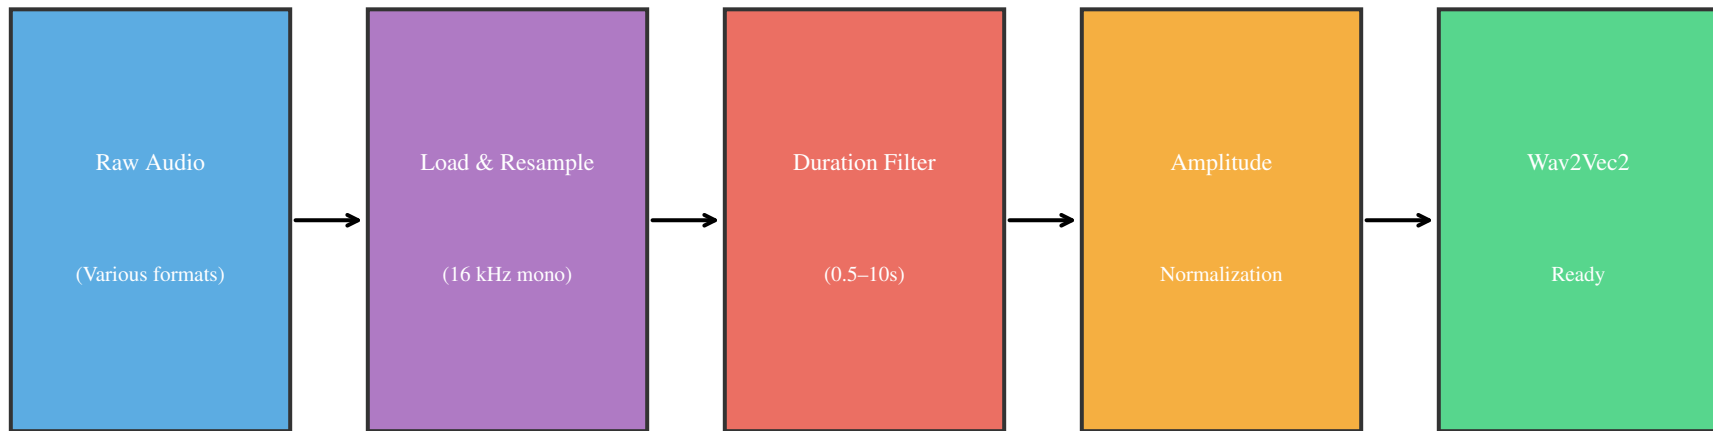 Raw Audio
(Various formats)
Load & Resample
(16 kHz mono)
Duration Filter
(0.5–10s)
Amplitude
Normalization
Wav2Vec2
Ready